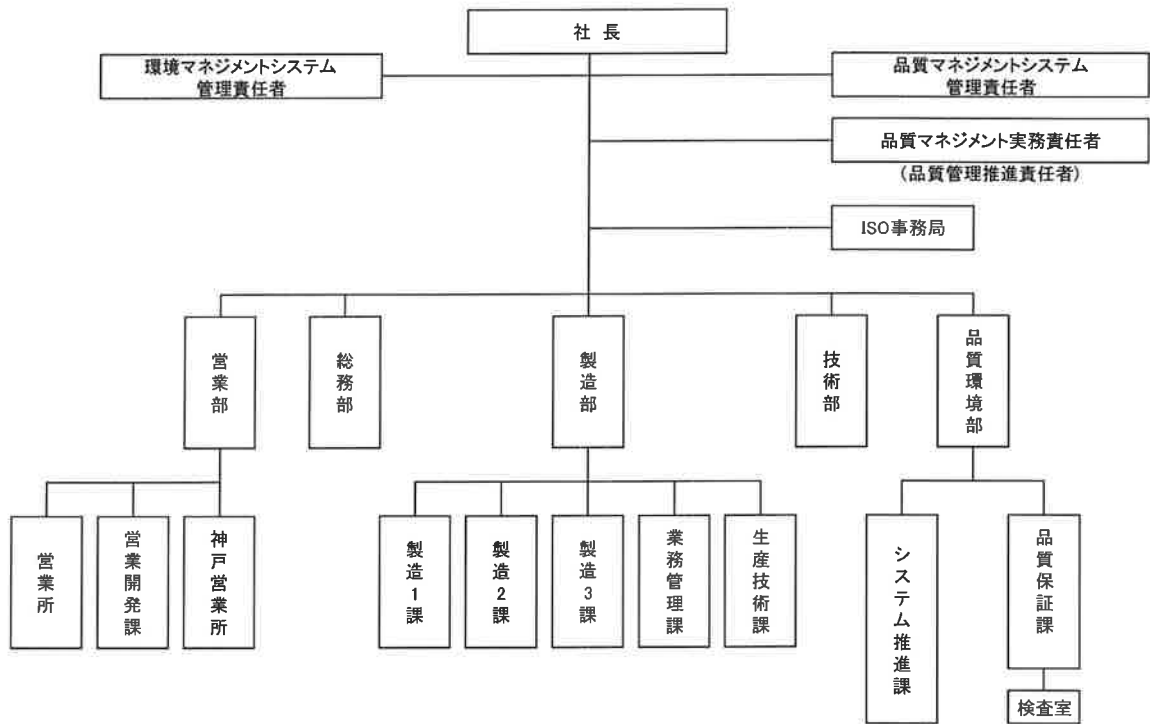 社 長
環境マネジメントシステム
管理責任者
品質マネジメントシステム
管理責任者
品質マネジメント実務責任者
(品質管理推進責任者)
ISO事務局
営業部
総務部
製造部
技術部
品質環境部
営業所
営業開発課
神戸営業所
製造1課
製造2課
製造3課
業務管理課
生産技術課
システム推進課
品質保証課
検査室